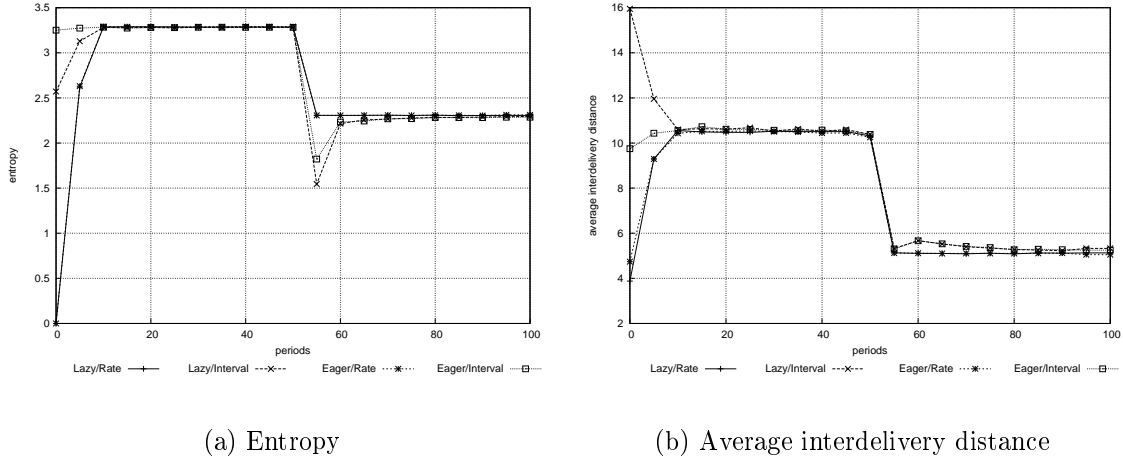 3.5
3
2.5
2
1.5
1
0.5
0
entropy
0 20 40 60 80 100
periods
Lazy/Rate Lazy/Interval Eager/Rate Eager/Interval
(a) Entropy
16
14
12
10
8
6
4
2
average interdelivery distance
0 20 40 60 80 100
periods
Lazy/Rate Lazy/Interval Eager/Rate Eager/Interval
(b) Average interdelivery distance